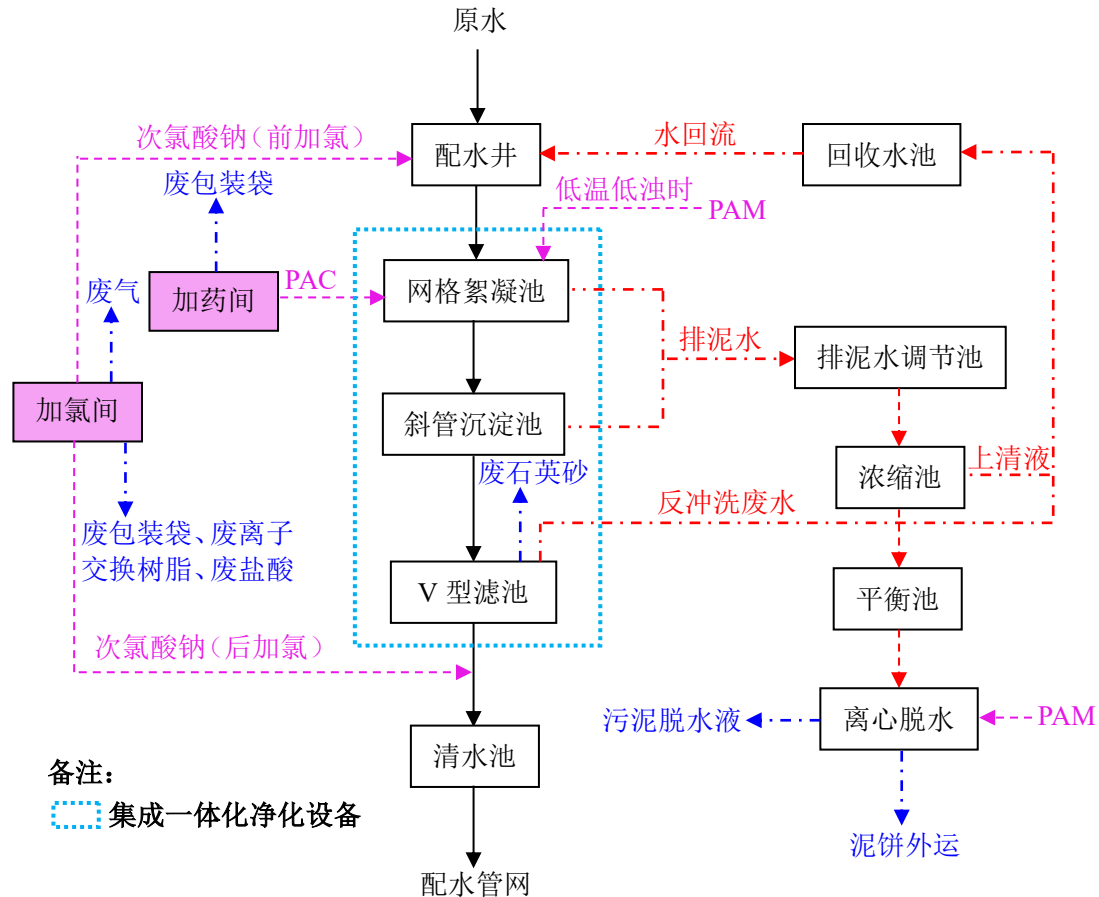 原水
次氯酸钠（前加氯）
配水井
水回流
回收水池
废包装袋
低温低浊时
PAM
废气
加药间
PAC
网格絮凝池
排泥水
排泥水调节池
加氯间
斜管沉淀池
废石英砂
浓缩池
上清液
反冲洗废水
废包装袋、废离子
交换树脂、废盐酸
V 型滤池
平衡池
次氯酸钠（后加氯）
污泥脱水液
离心脱水
PAM
清水池
备注：
集成一体化净化设备
泥饼外运
配水管网